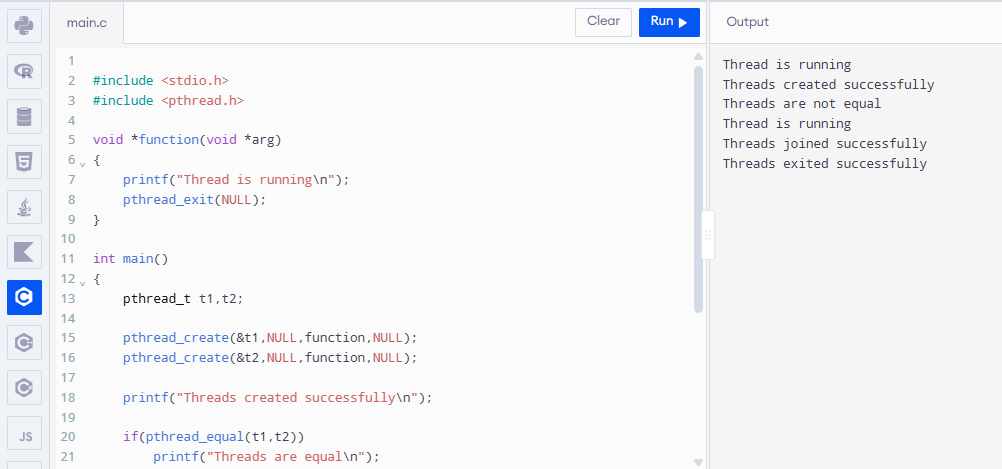 main.c
Clear
Run
Output
1
2 #include <stdio.h>
3 #include <pthread.h>
4
5 void *function(void *arg)
6 {
7 printf("Thread is running\n");
8 pthread_exit(NULL);
9 }
10
11 int main()
12 {
13 pthread_t t1,t2;
14
15 pthread_create(&t1,NULL,function,NULL);
16 pthread_create(&t2,NULL,function,NULL);
17
18 printf("Threads created successfully\n");
19
20 if(pthread_equal(t1,t2))
21 printf("Threads are equal\n");
Thread is running
Threads created successfully
Threads are not equal
Thread is running
Threads joined successfully
Threads exited successfully
R
5
C
C
C
JS